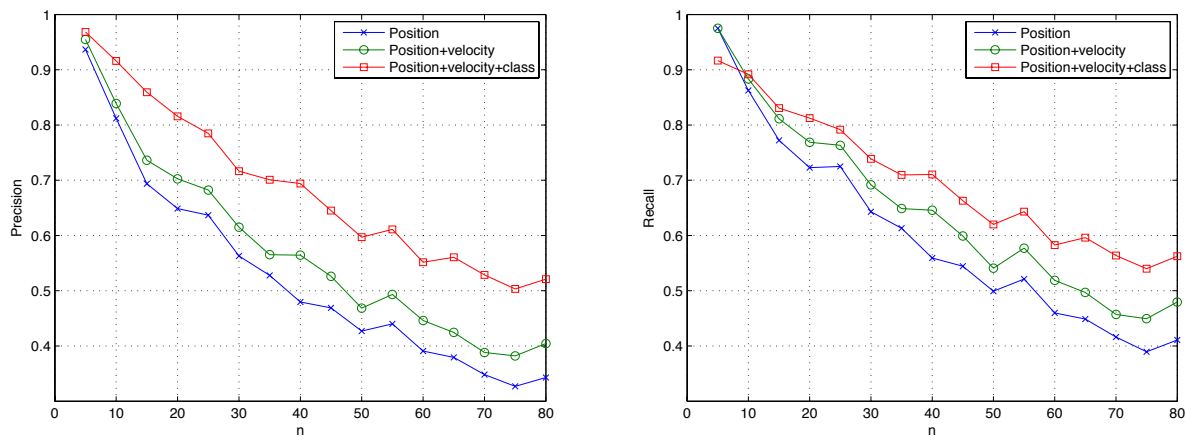 1
0.9
0.8
0.7
0.6
0.5
0.4
Precision
0 10 20 30 40 50 60 70 80
n
Position
Position+velocity
Position+velocity+class
1
0.9
0.8
0.7
0.6
0.5
0.4
Recall
0 10 20 30 40 50 60 70 80
n
Position
Position+velocity
Position+velocity+class